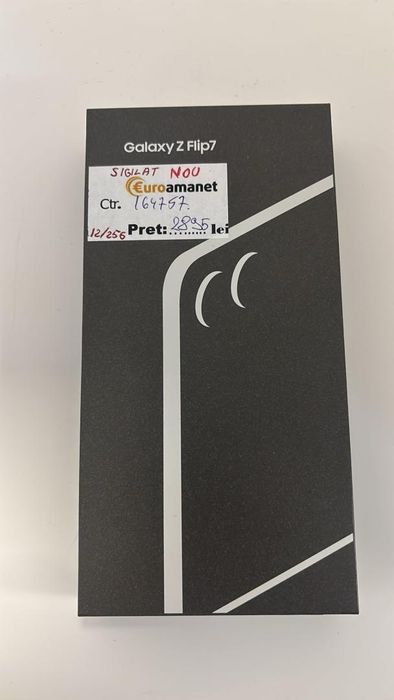 Galaxy Z Flip7
SIGILAT NOU
€uroamanet
Ctr. 164757
12/256 Pret:......... 2895 lei